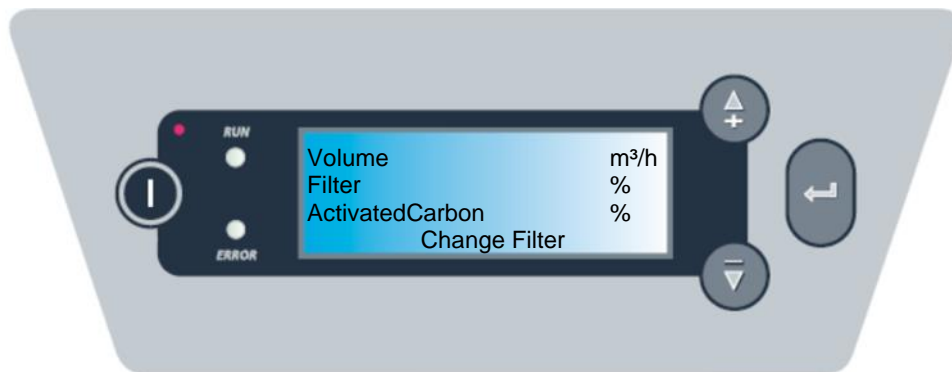 RUN
Volume m³/h
Filter %
ActivatedCarbon %
Change Filter
ERROR